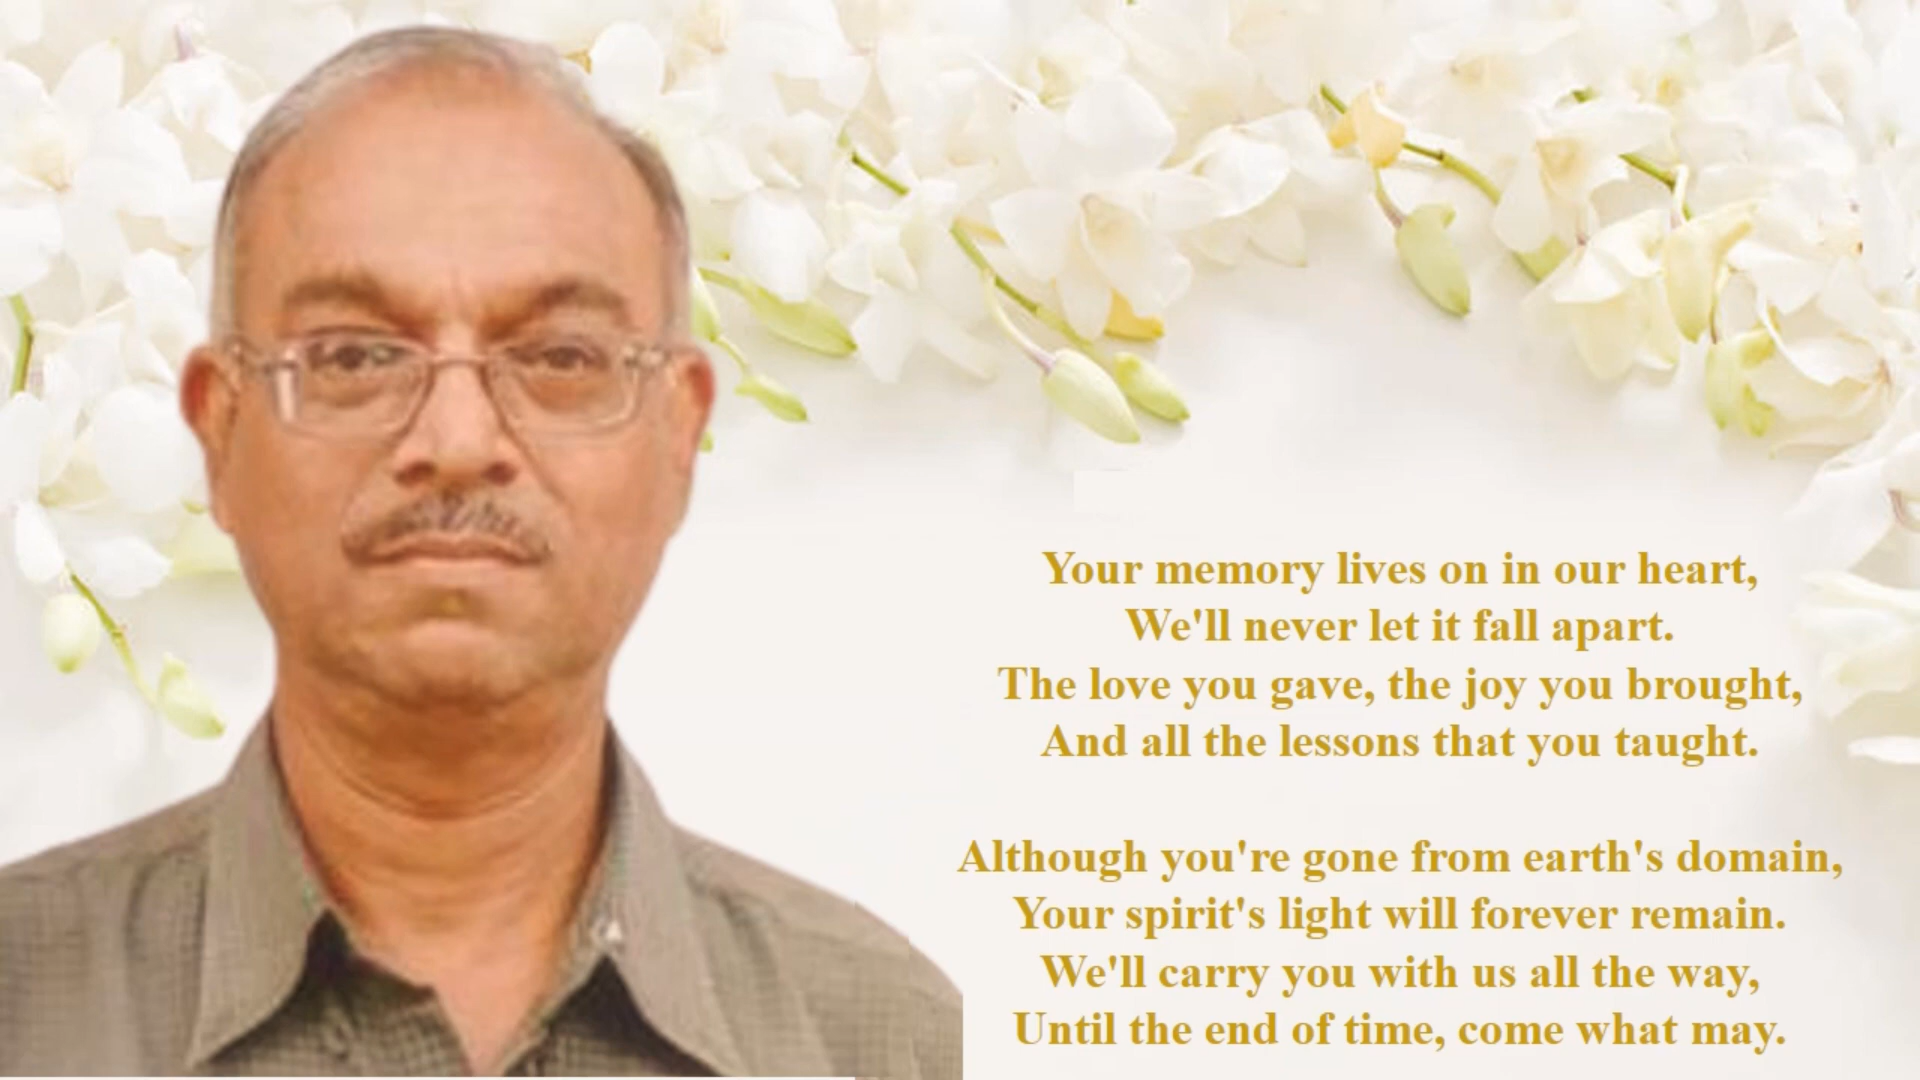 Your memory lives on in our heart,
We'll never let it fall apart.
The love you gave, the joy you brought,
And all the lessons that you taught.
Although you're gone from earth's domain,
Your spirit's light will forever remain.
We'll carry you with us all the way,
Until the end of time, come what may.